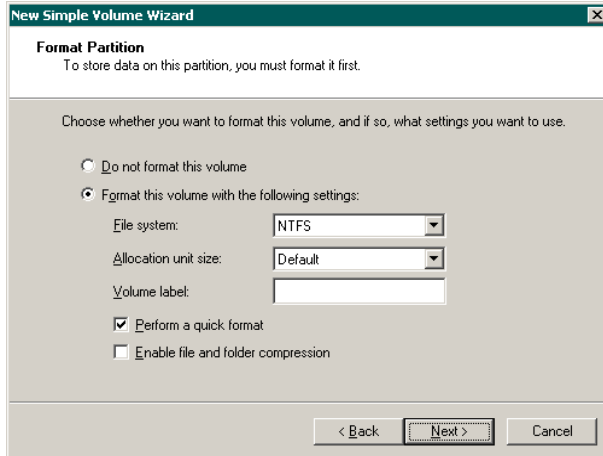 New Simple Volume Wizard
Format Partition
To store data on this partition, you must format it first.
Choose whether you want to format this volume, and if so, what settings you want to use.
Do not format this volume
Format this volume with the following settings:
File system: NTFS
Allocation unit size: Default
Volume label:
Perform a quick format
Enable file and folder compression
< Back Next > Cancel